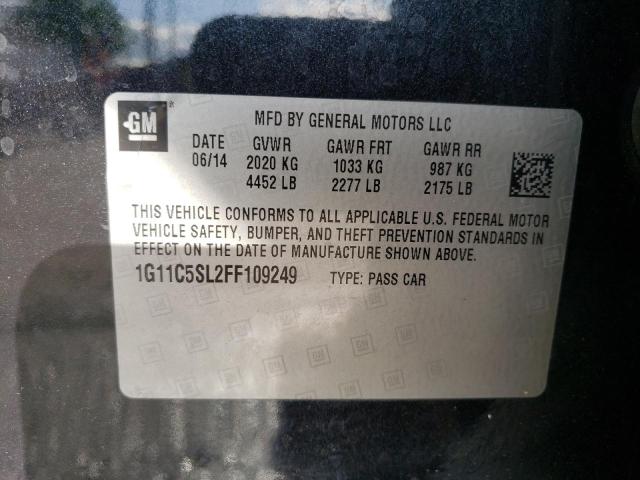 GM
MFD BY GENERAL MOTORS LLC
DATE GVWR GAWR FRT GAWR RR
06/14 2020 KG 1033 KG 987 KG
4452 LB 2277 LB 2175 LB
THIS VEHICLE CONFORMS TO ALL APPLICABLE U.S. FEDERAL MOTOR
VEHICLE SAFETY, BUMPER, AND THEFT PREVENTION STANDARDS IN
EFFECT ON THE DATE OF MANUFACTURE SHOWN ABOVE.
1G11C5SL2FF109249 TYPE: PASS CAR